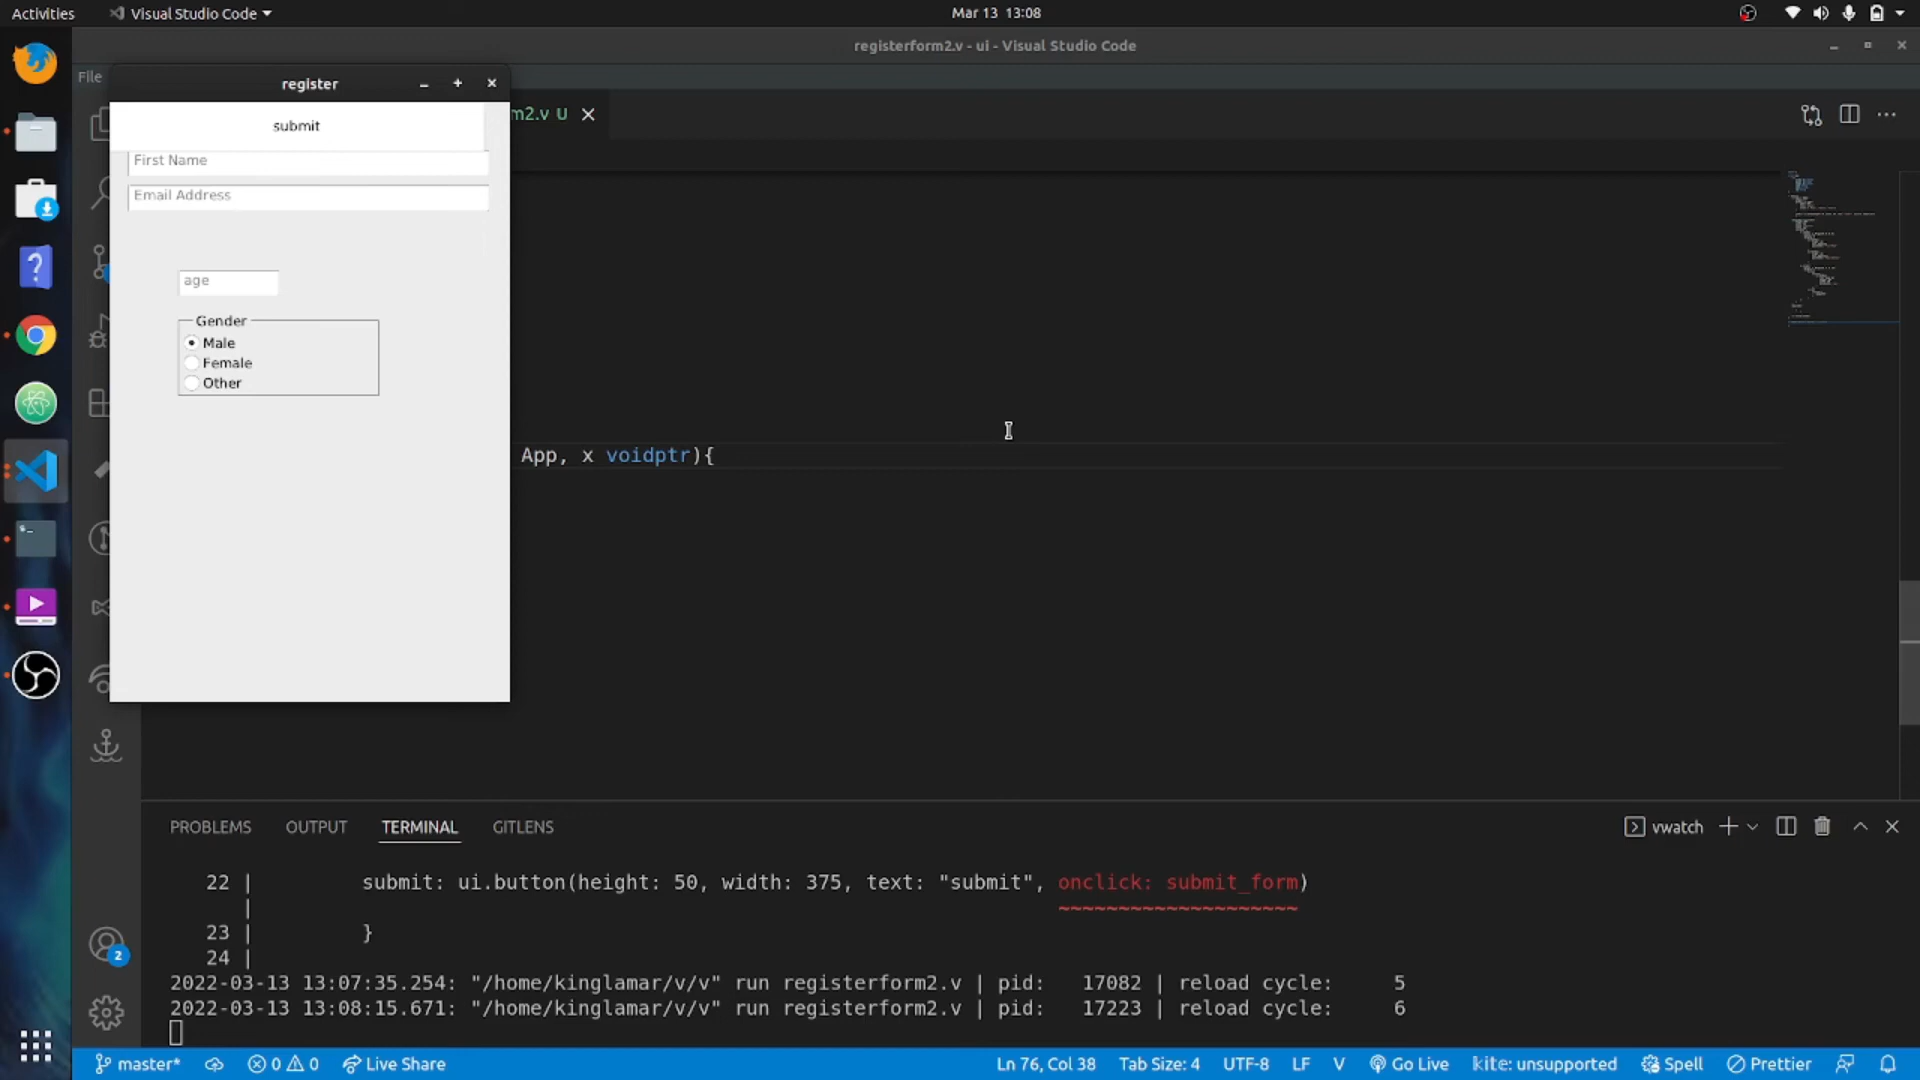 Activities
Visual Studio Code
Mar 13 13:08
registerform2.v - ui - Visual Studio Code
File
register
m2.v U
submit
First Name
Email Address
age
Gender
Male
Female
Other
App, x voidptr){
PROBLEMS
OUTPUT
TERMINAL
GITLENS
vwatch
22 | submit: ui.button(height: 50, width: 375, text: "submit", onclick: submit_form)
| ~~~~~~~~~~~~~~~~~~~~
23 | }
24 |
2022-03-13 13:07:35.254: "/home/kinglamar/v/v" run registerform2.v | pid: 17082 | reload cycle: 5
2022-03-13 13:08:15.671: "/home/kinglamar/v/v" run registerform2.v | pid: 17223 | reload cycle: 6
2
master*
0
0
Live Share
Ln 76, Col 38
Tab Size: 4
UTF-8
LF
V
Go Live
kite: unsupported
Spell
Prettier